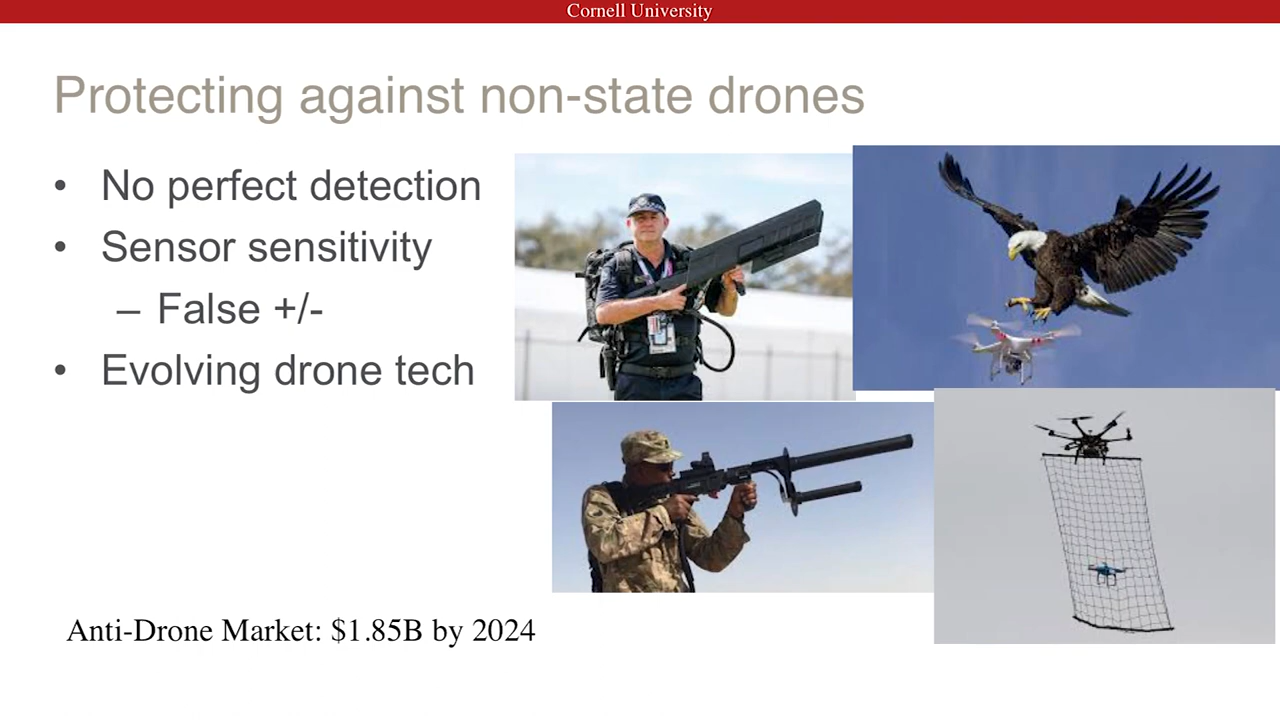 Cornell University
Protecting against non-state drones
• No perfect detection
• Sensor sensitivity
– False +/-
• Evolving drone tech
Anti-Drone Market: $1.85B by 2024